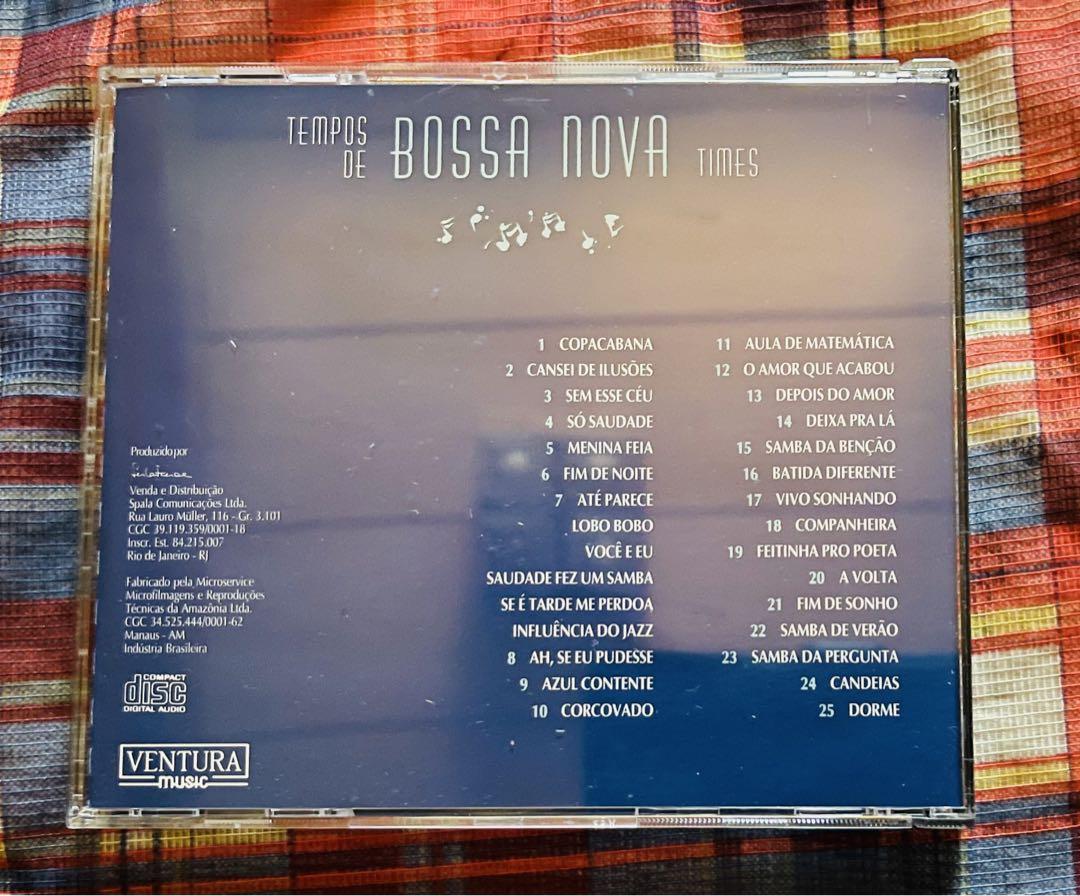 TEMPOS DE BOSSA NOVA TIMES
1 COPACABANA
2 CANSEI DE ILUSÕES
3 SEM ESSE CÉU
4 SÓ SAUDADE
5 MENINA FEIA
6 FIM DE NOITE
7 ATÉ PARECE
LOBO BOBO
VOCÊ E EU
SAUDADE FEZ UM SAMBA
SE É TARDE ME PERDOA
INFLUÊNCIA DO JAZZ
8 AH, SE EU PUDESSE
9 AZUL CONTENTE
10 CORCOVADO
11 AULA DE MATEMÁTICA
12 O AMOR QUE ACABOU
13 DEPOIS DO AMOR
14 DEIXA PRA LÁ
15 SAMBA DA BENÇÃO
16 BATIDA DIFERENTE
17 VIVO SONHANDO
18 COMPANHEIRA
19 FEITINHA PRO POETA
20 A VOLTA
21 FIM DE SONHO
22 SAMBA DE VERÃO
23 SAMBA DA PERGUNTA
24 CANDEIAS
25 DORME
Produzido por
Venda e Distribuição
Spala Comunicações Ltda.
Rua Lauro Müller, 116 - Gr. 3.101
CGC 39.119.359/0001-18
Inscr. Est. 84.215.007
Rio de Janeiro - RJ
Fabricado pela Microservice
Microfilmagens e Reproduções
Técnicas da Amazônia Ltda.
CGC 34.525.444/0001-62
Manaus - AM
Indústria Brasileira
COMPACT
disc
DIGITAL AUDIO
VENTURA
music